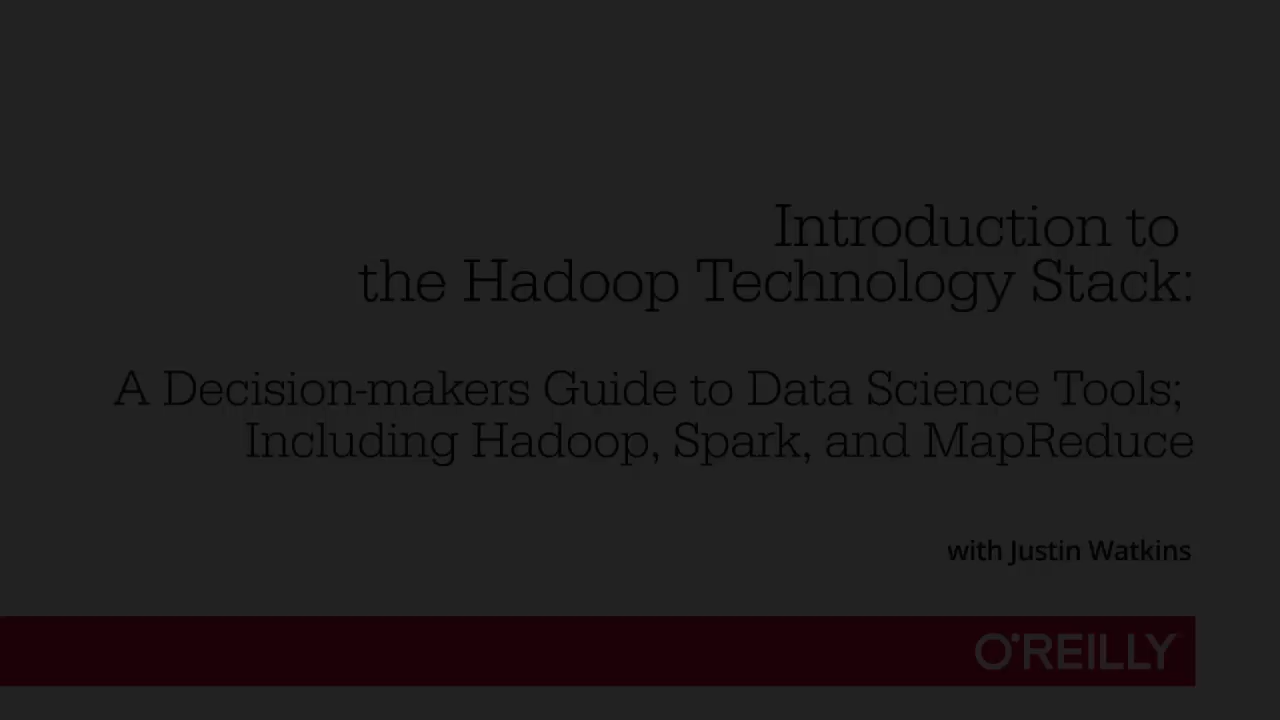 Introduction to
the Hadoop Technology Stack:
A Decision-makers Guide to Data Science Tools;
Including Hadoop, Spark, and MapReduce
with Justin Watkins
O'REILLY